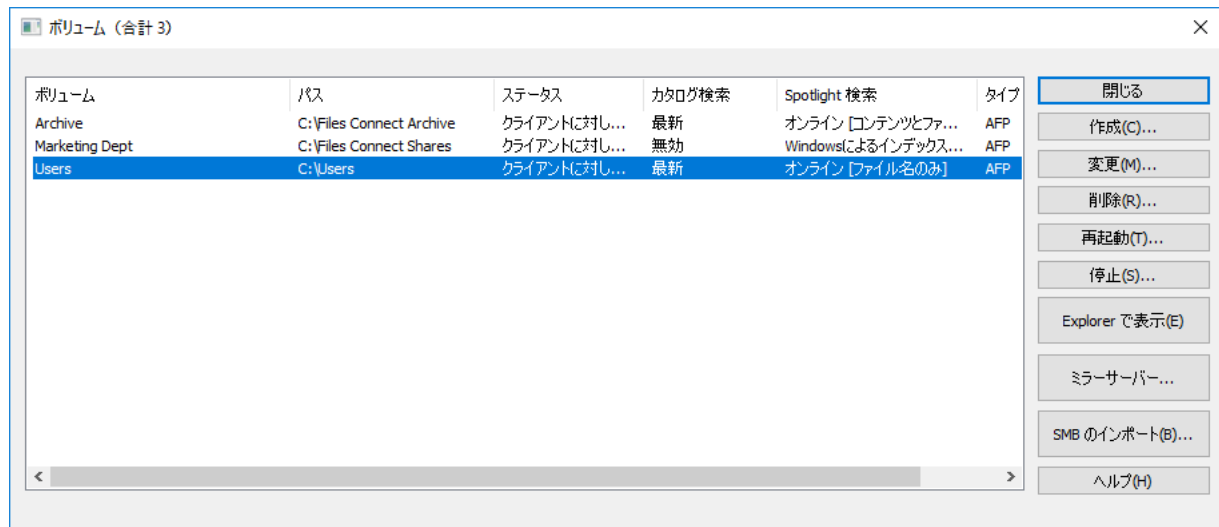 ボリューム（合計 3）
ボリューム パス ステータス カタログ検索 Spotlight 検索 タイプ
Archive C:\Files Connect Archive クライアントに対し... 最新 オンライン [コンテンツとファ... AFP
Marketing Dept C:\Files Connect Shares クライアントに対し... 無効 Windowsによるインデックス... AFP
Users C:\Users クライアントに対し... 最新 オンライン [ファイル名のみ] AFP
閉じる
作成(C)...
変更(M)...
削除(R)...
再起動(T)...
停止(S)...
Explorer で表示(E)
ミラーサーバー...
SMB のインポート(B)...
ヘルプ(H)